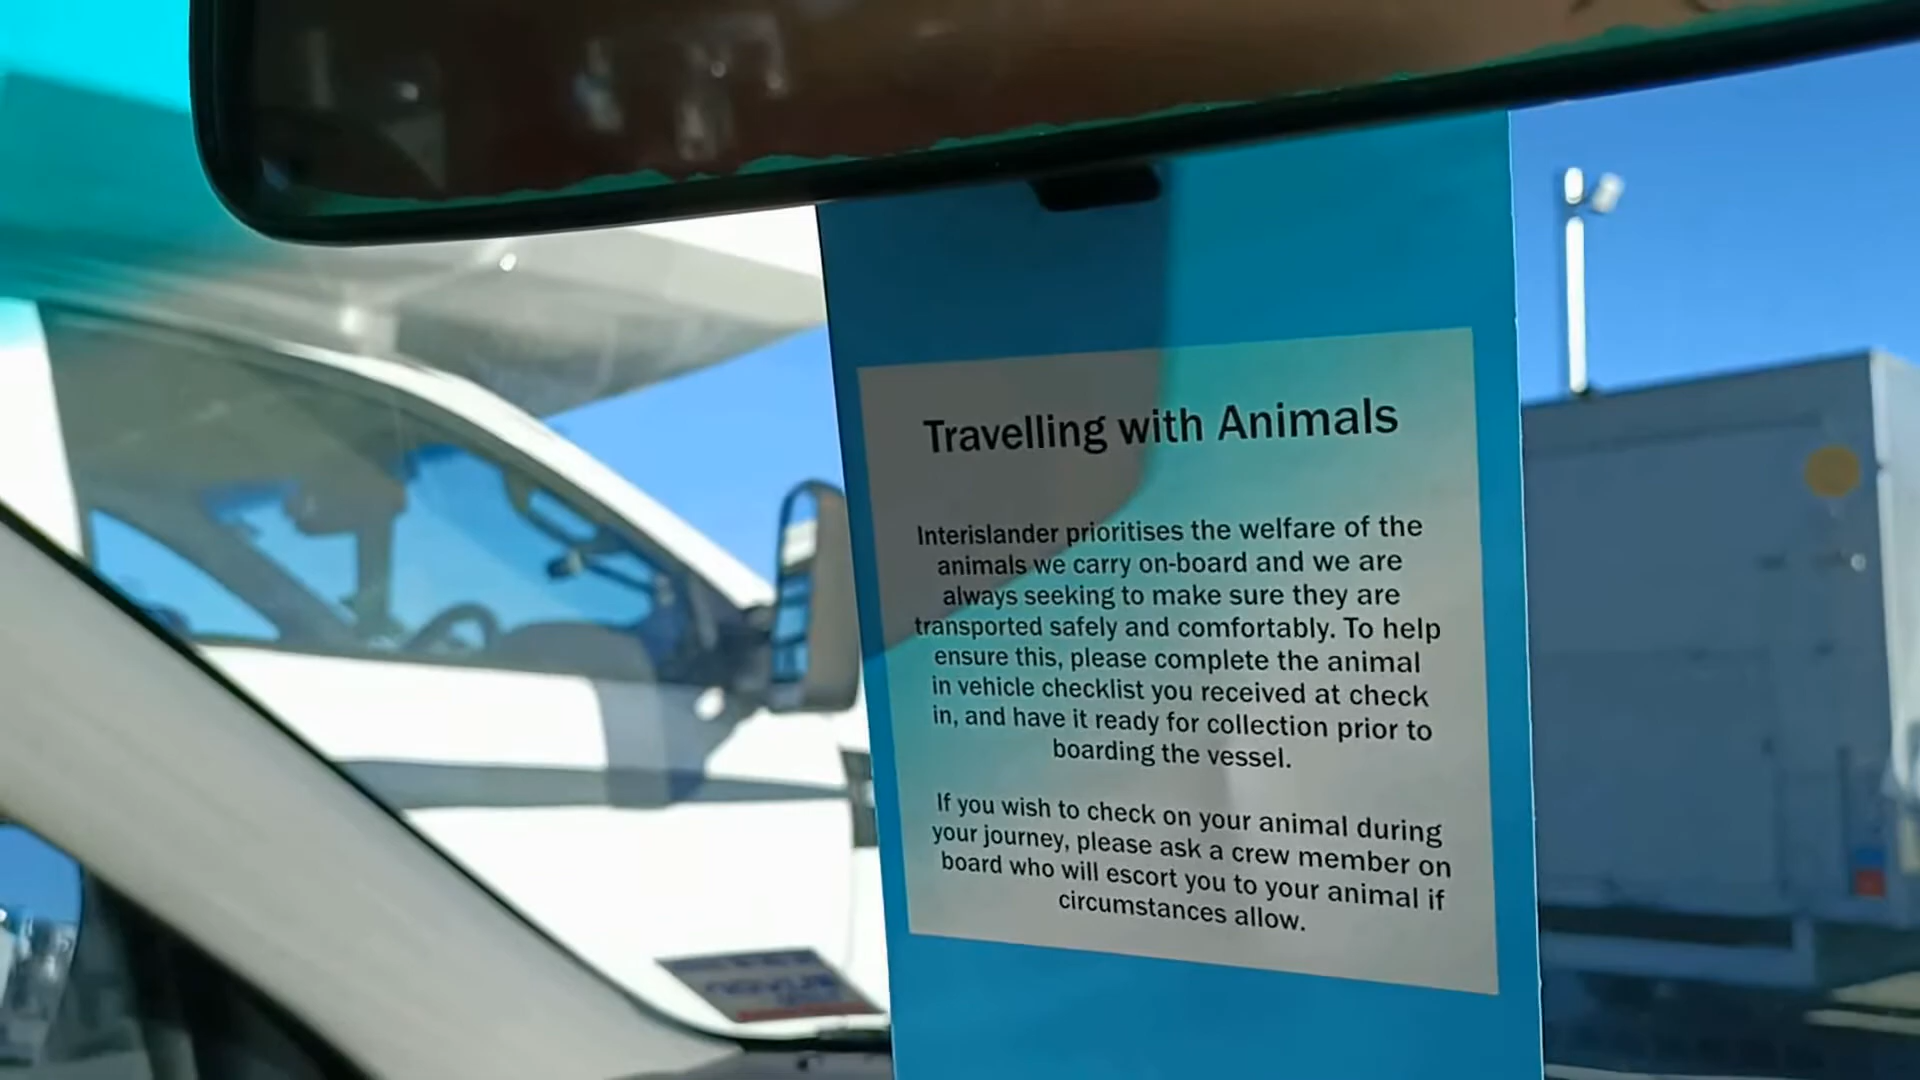 Travelling with Animals
Interislander prioritises the welfare of the
animals we carry on-board and we are
always seeking to make sure they are
transported safely and comfortably. To help
ensure this, please complete the animal
in vehicle checklist you received at check
in, and have it ready for collection prior to
boarding the vessel.
If you wish to check on your animal during
your journey, please ask a crew member on
board who will escort you to your animal if
circumstances allow.